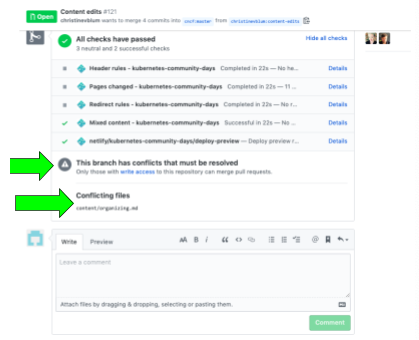 Open
Content edits #121
christinevblum wants to merge 4 commits into cncf:master from christinevblum:content-edits
All checks have passed
3 neutral and 2 successful checks
Hide all checks
Header rules - kubernetes-community-days Completed in 22s — No he... Details
Pages changed - kubernetes-community-days Completed in 22s — 11 ... Details
Redirect rules - kubernetes-community-days Completed in 22s — No r... Details
Mixed content - kubernetes-community-days Successful in 22s — No ... Details
netlify/kubernetes-community-days/deploy-preview — Deploy preview r... Details
This branch has conflicts that must be resolved
Only those with write access to this repository can merge pull requests.
Conflicting files
content/organizing.md
Write
Preview
AA B i
Leave a comment
Attach files by dragging & dropping, selecting or pasting them.
Comment